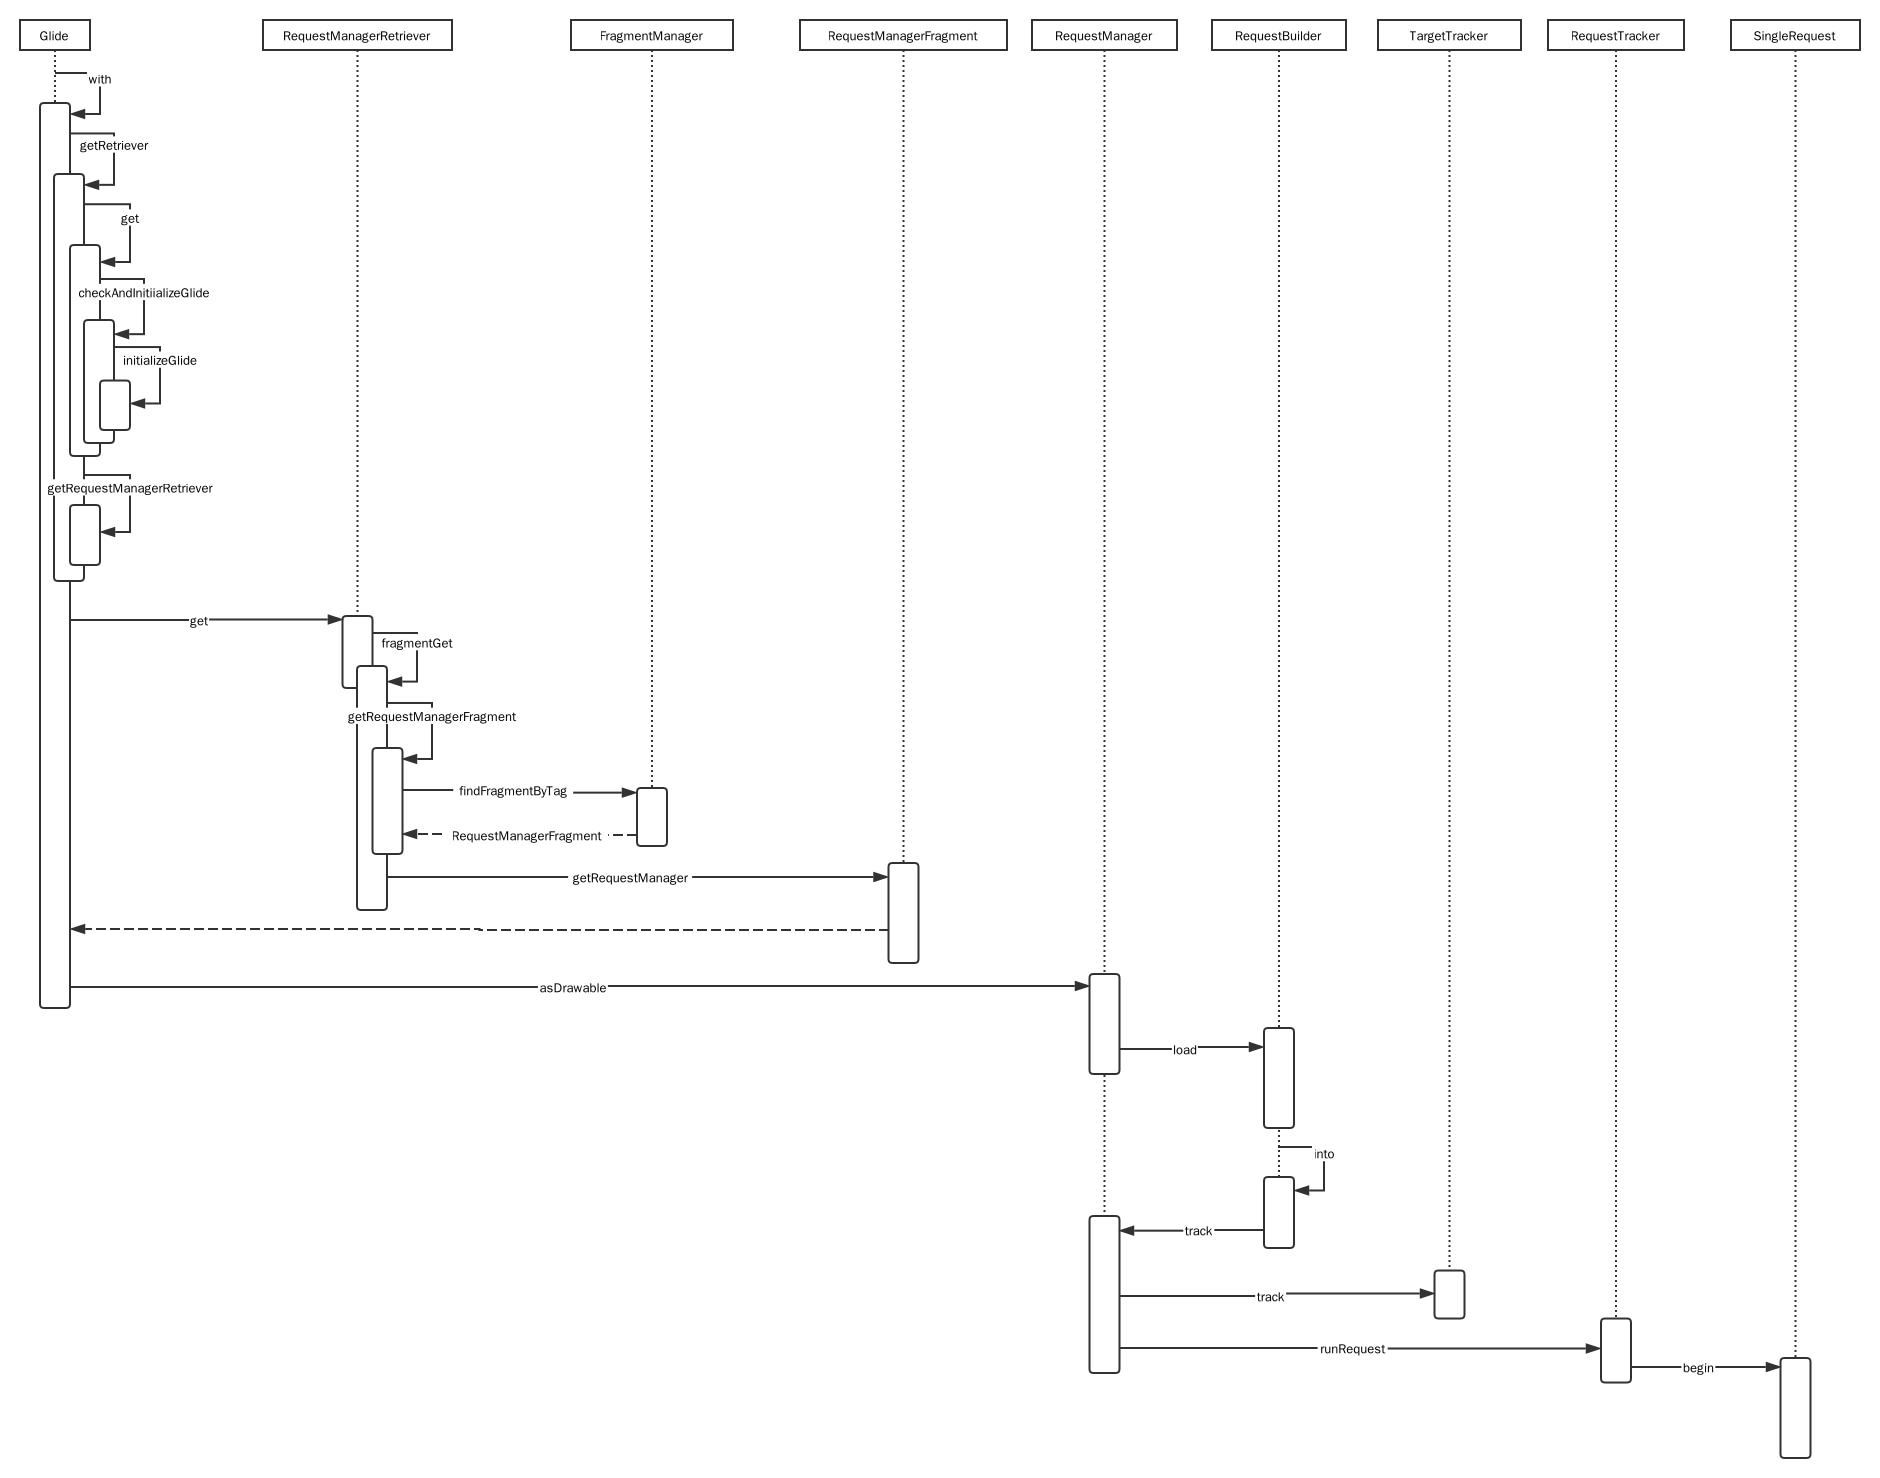 Glide
RequestManagerRetriever
FragmentManager
RequestManagerFragment
RequestManager
RequestBuilder
TargetTracker
RequestTracker
SingleRequest
with
getRetriever
get
checkAndInitiializeGlide
initializeGlide
getRequestManagerRetriever
get
fragmentGet
getRequestManagerFragment
findFragmentByTag
RequestManagerFragment
getRequestManager
asDrawable
load
into
track
track
runRequest
begin